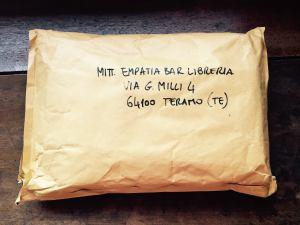 MITT. EMPATIA BAR LIBRERIA
VIA G. MILLI 4
64100 TERAMO (TE)